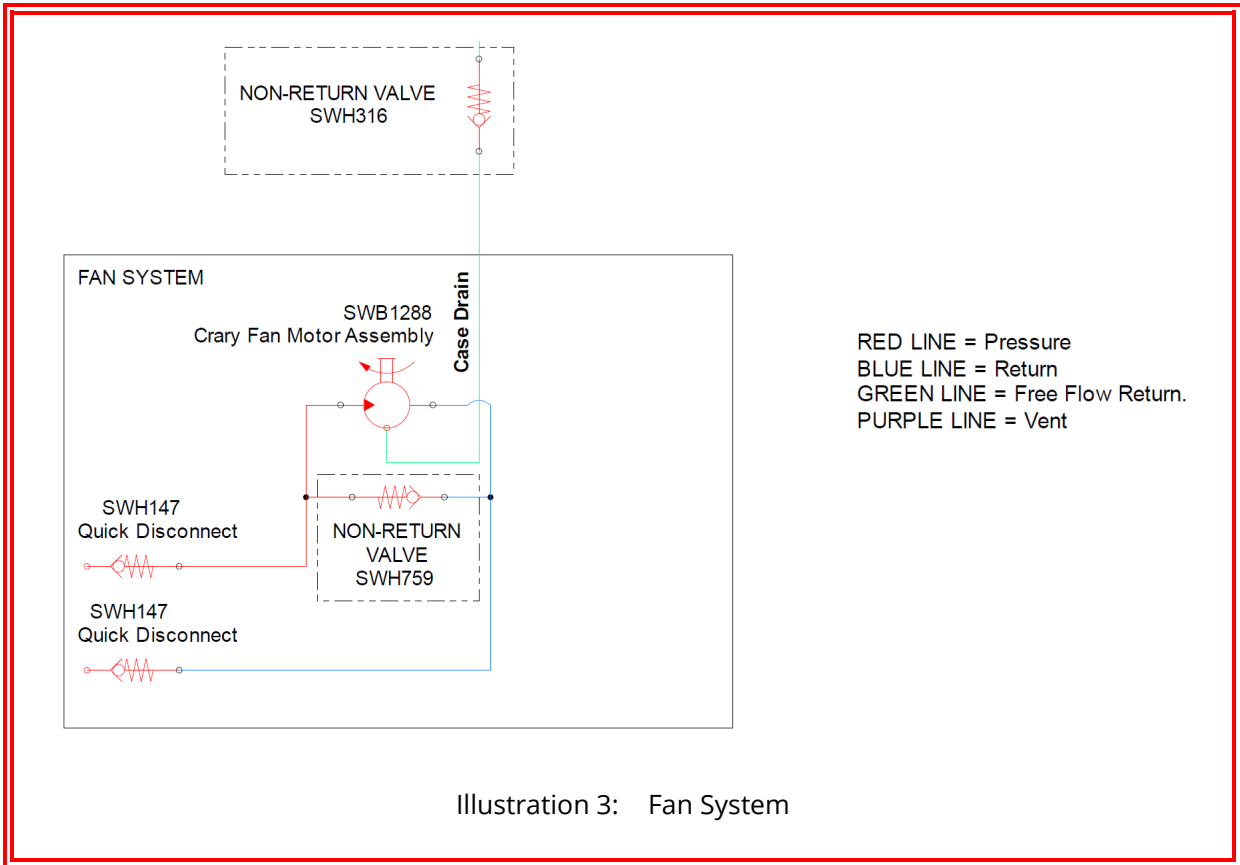 NON-RETURN VALVE
SWH316
FAN SYSTEM
SWB1288
Crary Fan Motor Assembly
Case Drain
RED LINE = Pressure
BLUE LINE = Return
GREEN LINE = Free Flow Return.
PURPLE LINE = Vent
SWH147
Quick Disconnect
NON-RETURN
VALVE
SWH759
SWH147
Quick Disconnect
Illustration 3: Fan System